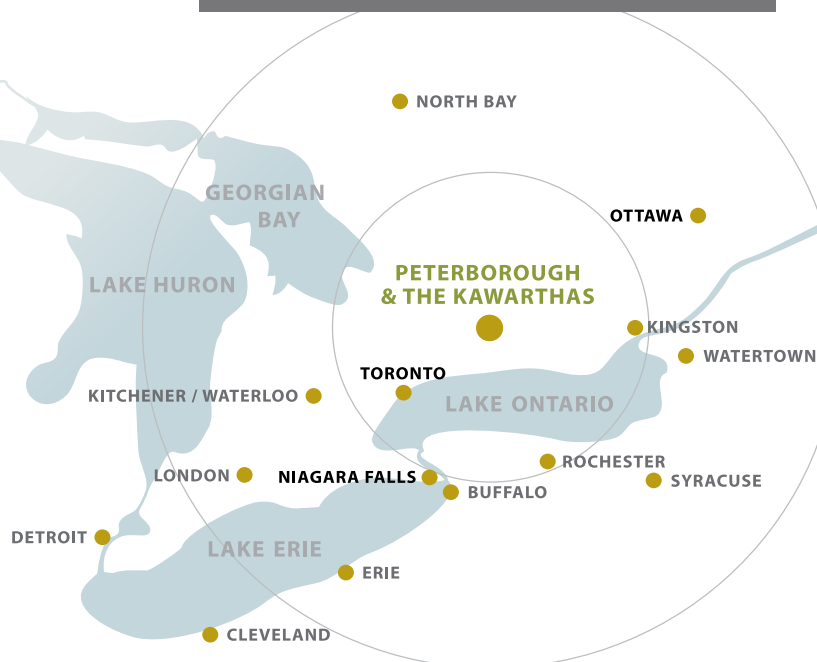 NORTH BAY
GEORGIAN
BAY
OTTAWA
PETERBOROUGH
& THE KAWARTHAS
LAKE HURON
KINGSTON
WATERTOWN
TORONTO
KITCHENER / WATERLOO
LAKE ONTARIO
ROCHESTER
LONDON
NIAGARA FALLS
SYRACUSE
BUFFALO
DETROIT
LAKE ERIE
ERIE
CLEVELAND